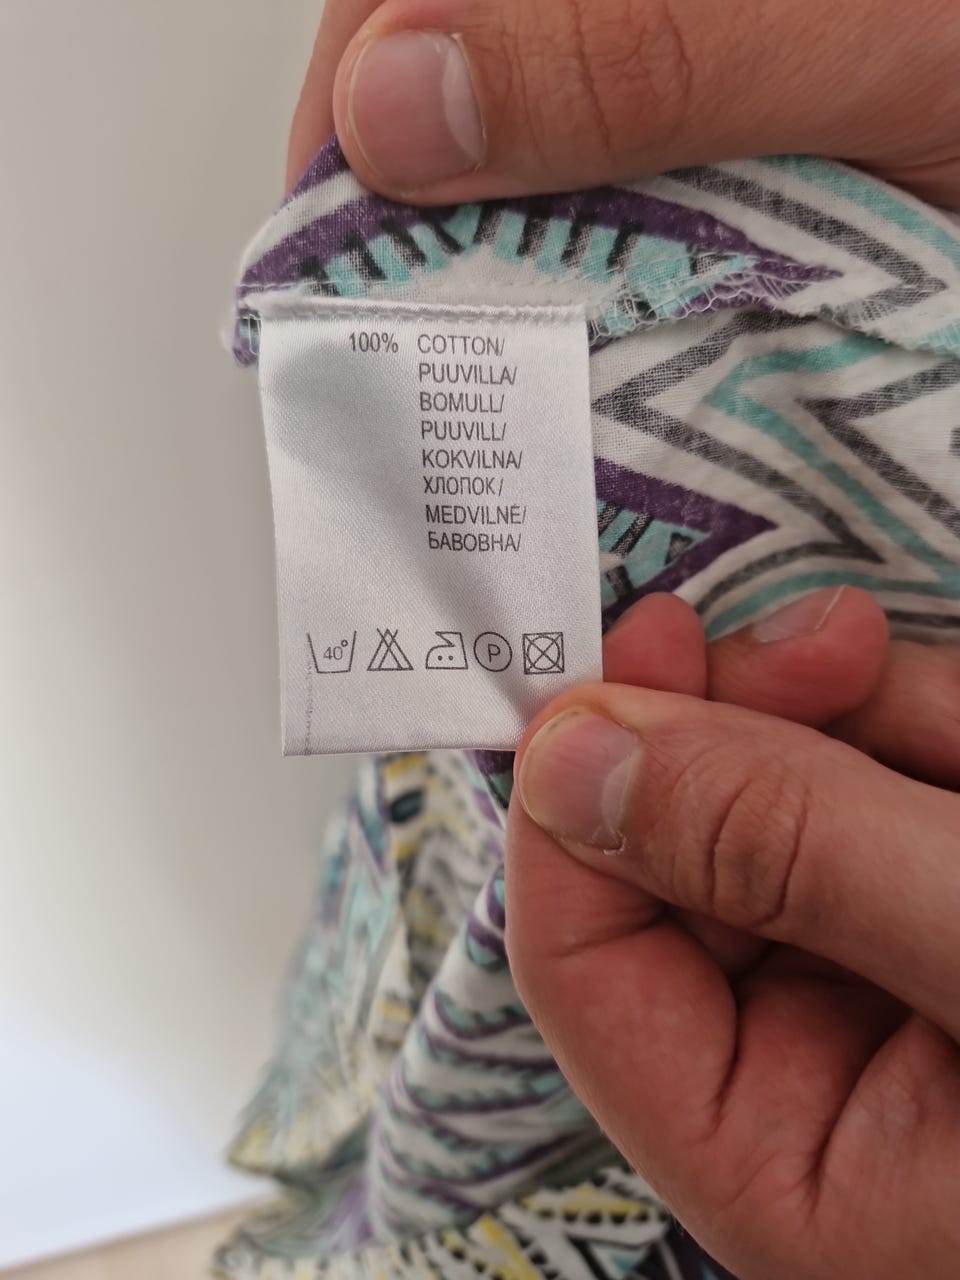 100% COTTON/
PUUVILLA/
BOMULL/
PUUVILL/
KOKVILNA/
ХЛОПОК/
MEDVILNĖ/
БАВОВНА/
40° P